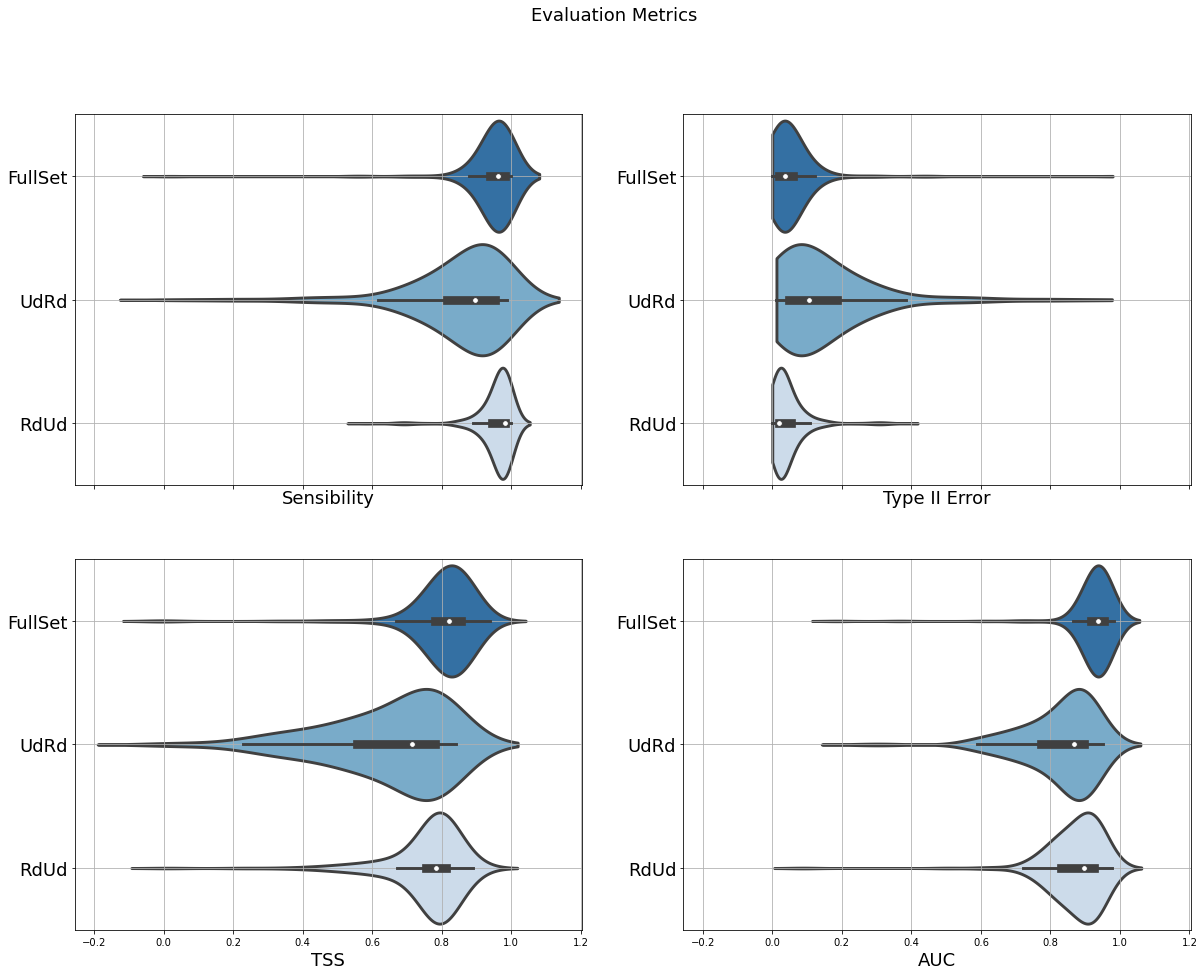 Evaluation Metrics
FullSet
UdRd
RdUd
Sensibility
FullSet
UdRd
RdUd
Type II Error
FullSet
UdRd
RdUd
−0.2 0.0 0.2 0.4 0.6 0.8 1.0 1.2
TSS
FullSet
UdRd
RdUd
−0.2 0.0 0.2 0.4 0.6 0.8 1.0 1.2
AUC